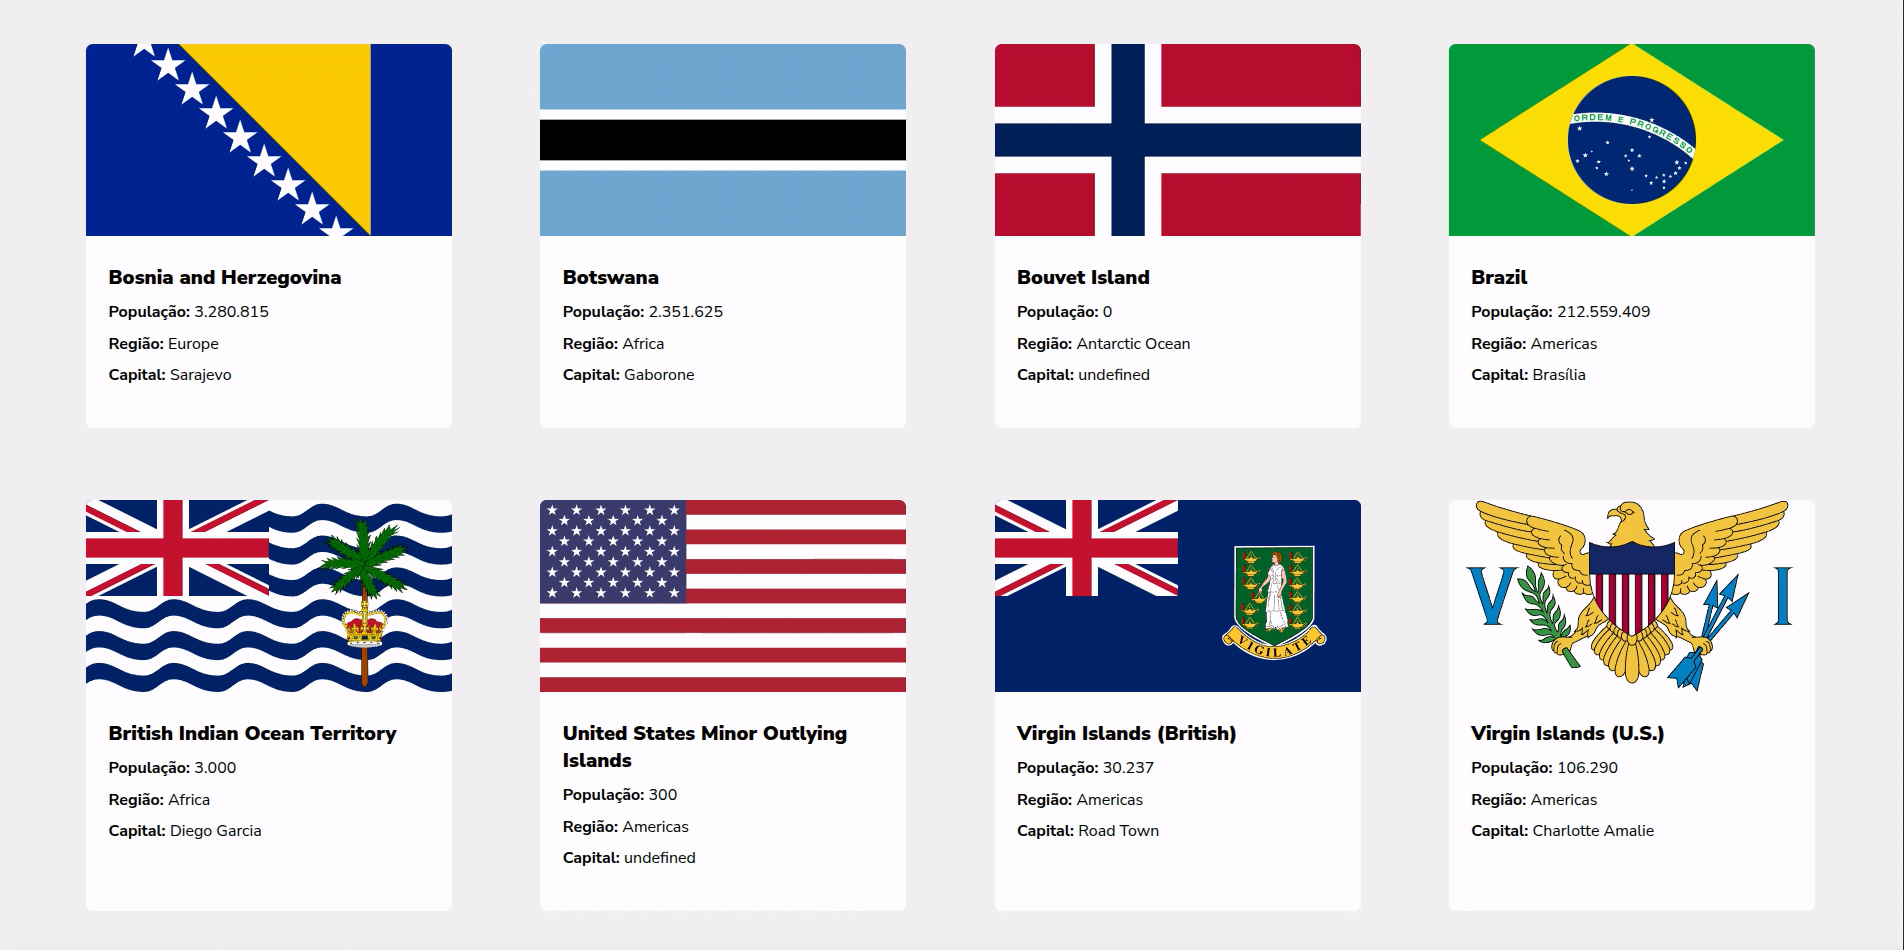 ORDEM E PROGRESSO
Bosnia and Herzegovina
População: 3.280.815
Região: Europe
Capital: Sarajevo
Botswana
População: 2.351.625
Região: Africa
Capital: Gaborone
Bouvet Island
População: 0
Região: Antarctic Ocean
Capital: undefined
Brazil
População: 212.559.409
Região: Americas
Capital: Brasília
V I
VIGILATE
British Indian Ocean Territory
População: 3.000
Região: Africa
Capital: Diego Garcia
United States Minor Outlying
Islands
População: 300
Região: Americas
Capital: undefined
Virgin Islands (British)
População: 30.237
Região: Americas
Capital: Road Town
Virgin Islands (U.S.)
População: 106.290
Região: Americas
Capital: Charlotte Amalie